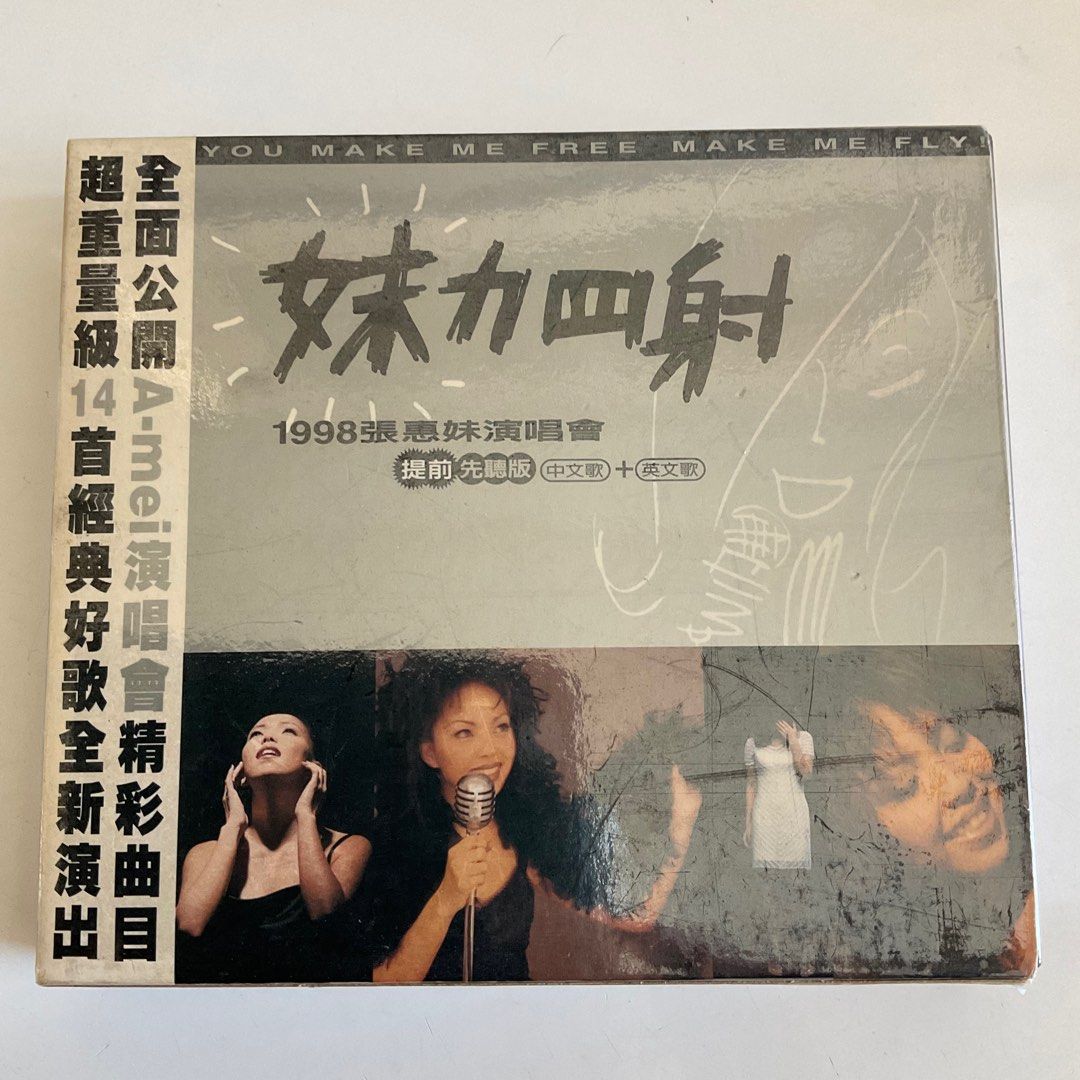 YOU MAKE ME FREE MAKE ME FLY!
妹力四射
1998張惠妹演唱會
提前先聽版 中文歌+英文歌
全面公開A-mei演唱會精彩曲目
超重量級14首經典好歌全新演出